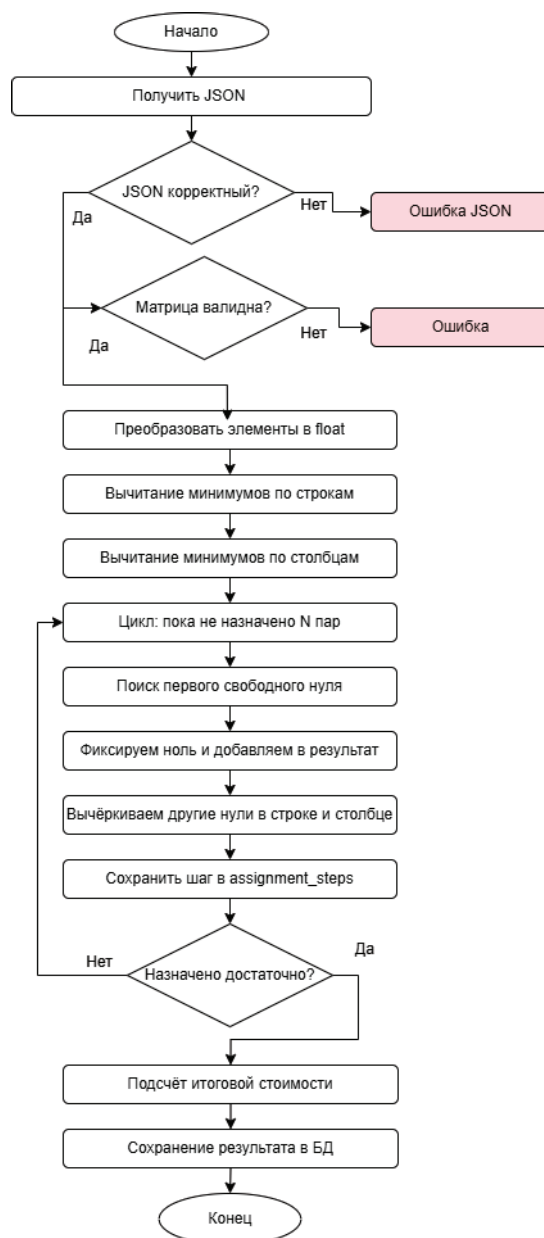 Начало
Получить JSON
JSON корректный?
Да
Нет
Ошибка JSON
Матрица валидна?
Да
Нет
Ошибка
Преобразовать элементы в float
Вычитание минимумов по строкам
Вычитание минимумов по столбцам
Цикл: пока не назначено N пар
Поиск первого свободного нуля
Фиксируем ноль и добавляем в результат
Вычёркиваем другие нули в строке и столбце
Сохранить шаг в assignment_steps
Нет
Назначено достаточно?
Да
Подсчёт итоговой стоимости
Сохранение результата в БД
Конец